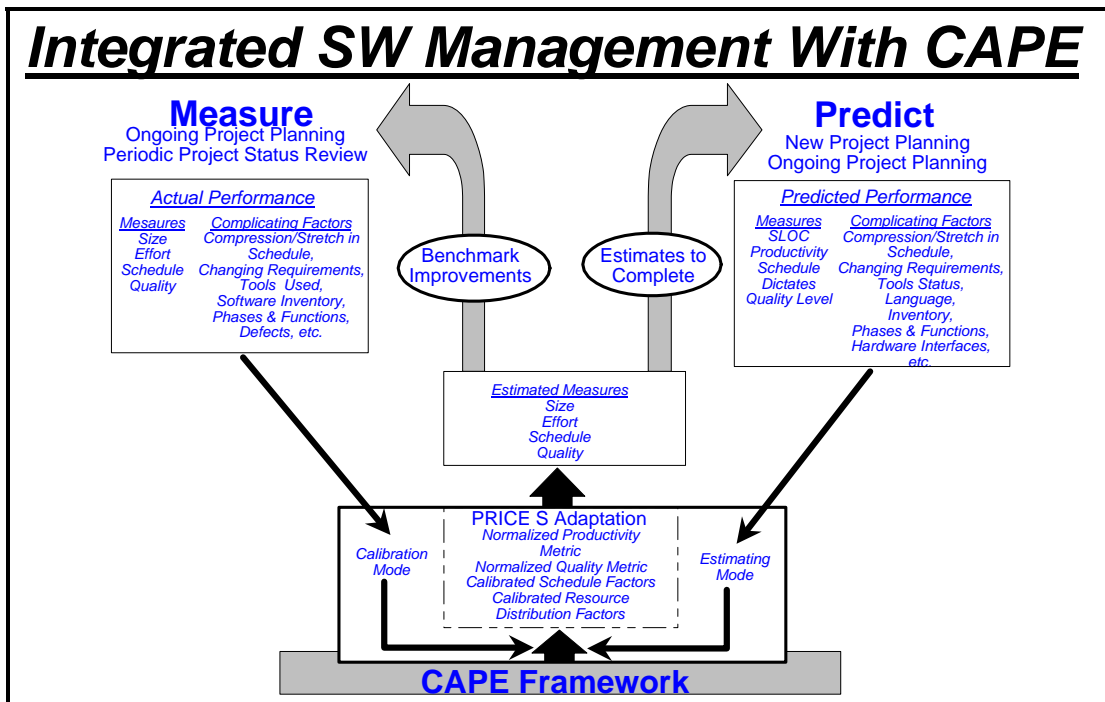 Integrated SW Management With CAPE
Measure
Ongoing Project Planning
Periodic Project Status Review
Actual Performance
Mesaures
Size
Effort
Schedule
Quality
Complicating Factors
Compression/Stretch in
Schedule,
Changing Requirements,
Tools Used,
Software Inventory,
Phases & Functions,
Defects, etc.
Benchmark
Improvements
Predict
New Project Planning
Ongoing Project Planning
Predicted Performance
Measures
SLOC
Productivity
Schedule
Dictates
Quality Level
Complicating Factors
Compression/Stretch in
Schedule,
Changing Requirements,
Tools Status,
Language,
Inventory,
Phases & Functions,
Hardware Interfaces,
etc.
Estimates to
Complete
Estimated Measures
Size
Effort
Schedule
Quality
Calibration
Mode
PRICE S Adaptation
Normalized Productivity
Metric
Normalized Quality Metric
Calibrated Schedule Factors
Calibrated Resource
Distribution Factors
Estimating
Mode
CAPE Framework